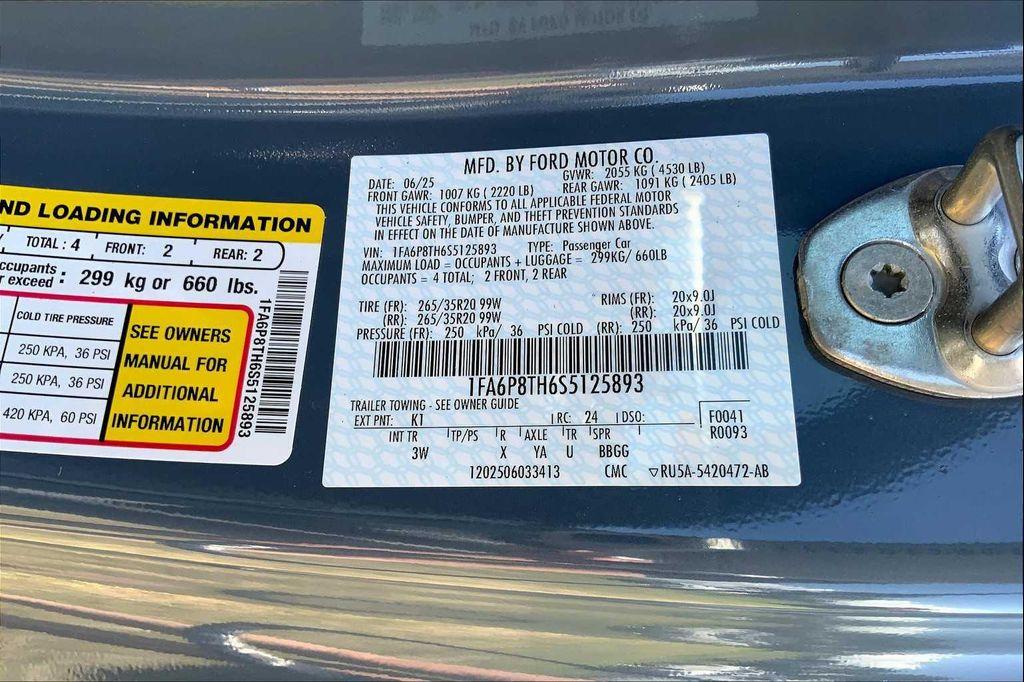 ND LOADING INFORMATION
TOTAL : 4 FRONT: 2 REAR: 2
ccupants
r exceed : 299 kg or 660 lbs.
COLD TIRE PRESSURE
250 KPA, 36 PSI
250 KPA, 36 PSI
420 KPA, 60 PSI
SEE OWNERS
MANUAL FOR
ADDITIONAL
INFORMATION
1FA6P8TH6S5125893
MFD. BY FORD MOTOR CO.
DATE: 06/25 GVWR: 2055 KG ( 4530 LB)
FRONT GAWR: 1007 KG ( 2220 LB) REAR GAWR: 1091 KG ( 2405 LB)
THIS VEHICLE CONFORMS TO ALL APPLICABLE FEDERAL MOTOR
VEHICLE SAFETY, BUMPER, AND THEFT PREVENTION STANDARDS
IN EFFECT ON THE DATE OF MANUFACTURE SHOWN ABOVE.
VIN: 1FA6P8TH6S5125893 TYPE: Passenger Car
MAXIMUM LOAD = OCCUPANTS + LUGGAGE = 299KG/ 660LB
OCCUPANTS = 4 TOTAL; 2 FRONT, 2 REAR
TIRE (FR): 265/35R20 99W RIMS (FR): 20x9.0J
(RR): 265/35R20 99W (RR): 20x9.0J
PRESSURE (FR): 250 kPa/ 36 PSI COLD (RR): 250 kPa/ 36 PSI COLD
1FA6P8TH6S5125893
TRAILER TOWING - SEE OWNER GUIDE
EXT PNT: K1 RC: 24 DSO: F0041
R0093
INT TR TP/PS R AXLE TR SPR
3W X YA U BBGG
1202506033413 CMC ▽RU5A-5420472-AB